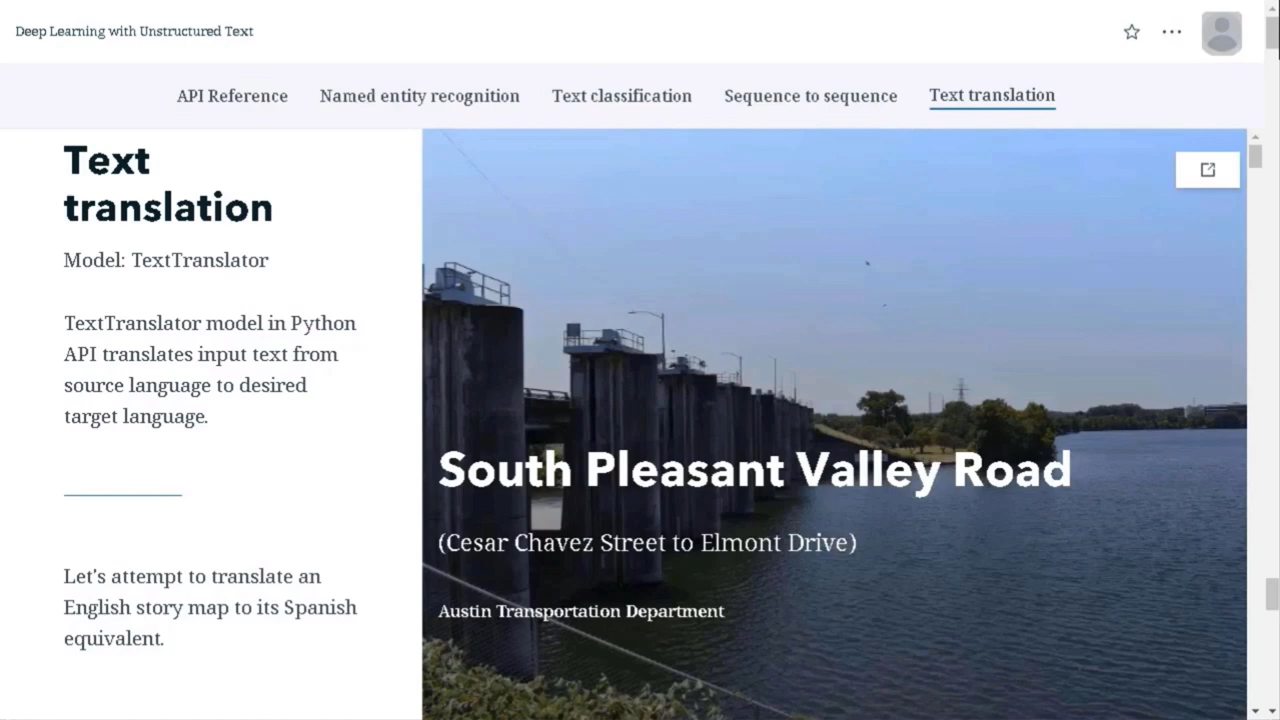 Deep Learning with Unstructured Text
API Reference
Named entity recognition
Text classification
Sequence to sequence
Text translation
Text
translation
Model: TextTranslator
TextTranslator model in Python
API translates input text from
source language to desired
target language.
Let's attempt to translate an
English story map to its Spanish
equivalent.
South Pleasant Valley Road
(Cesar Chavez Street to Elmont Drive)
Austin Transportation Department